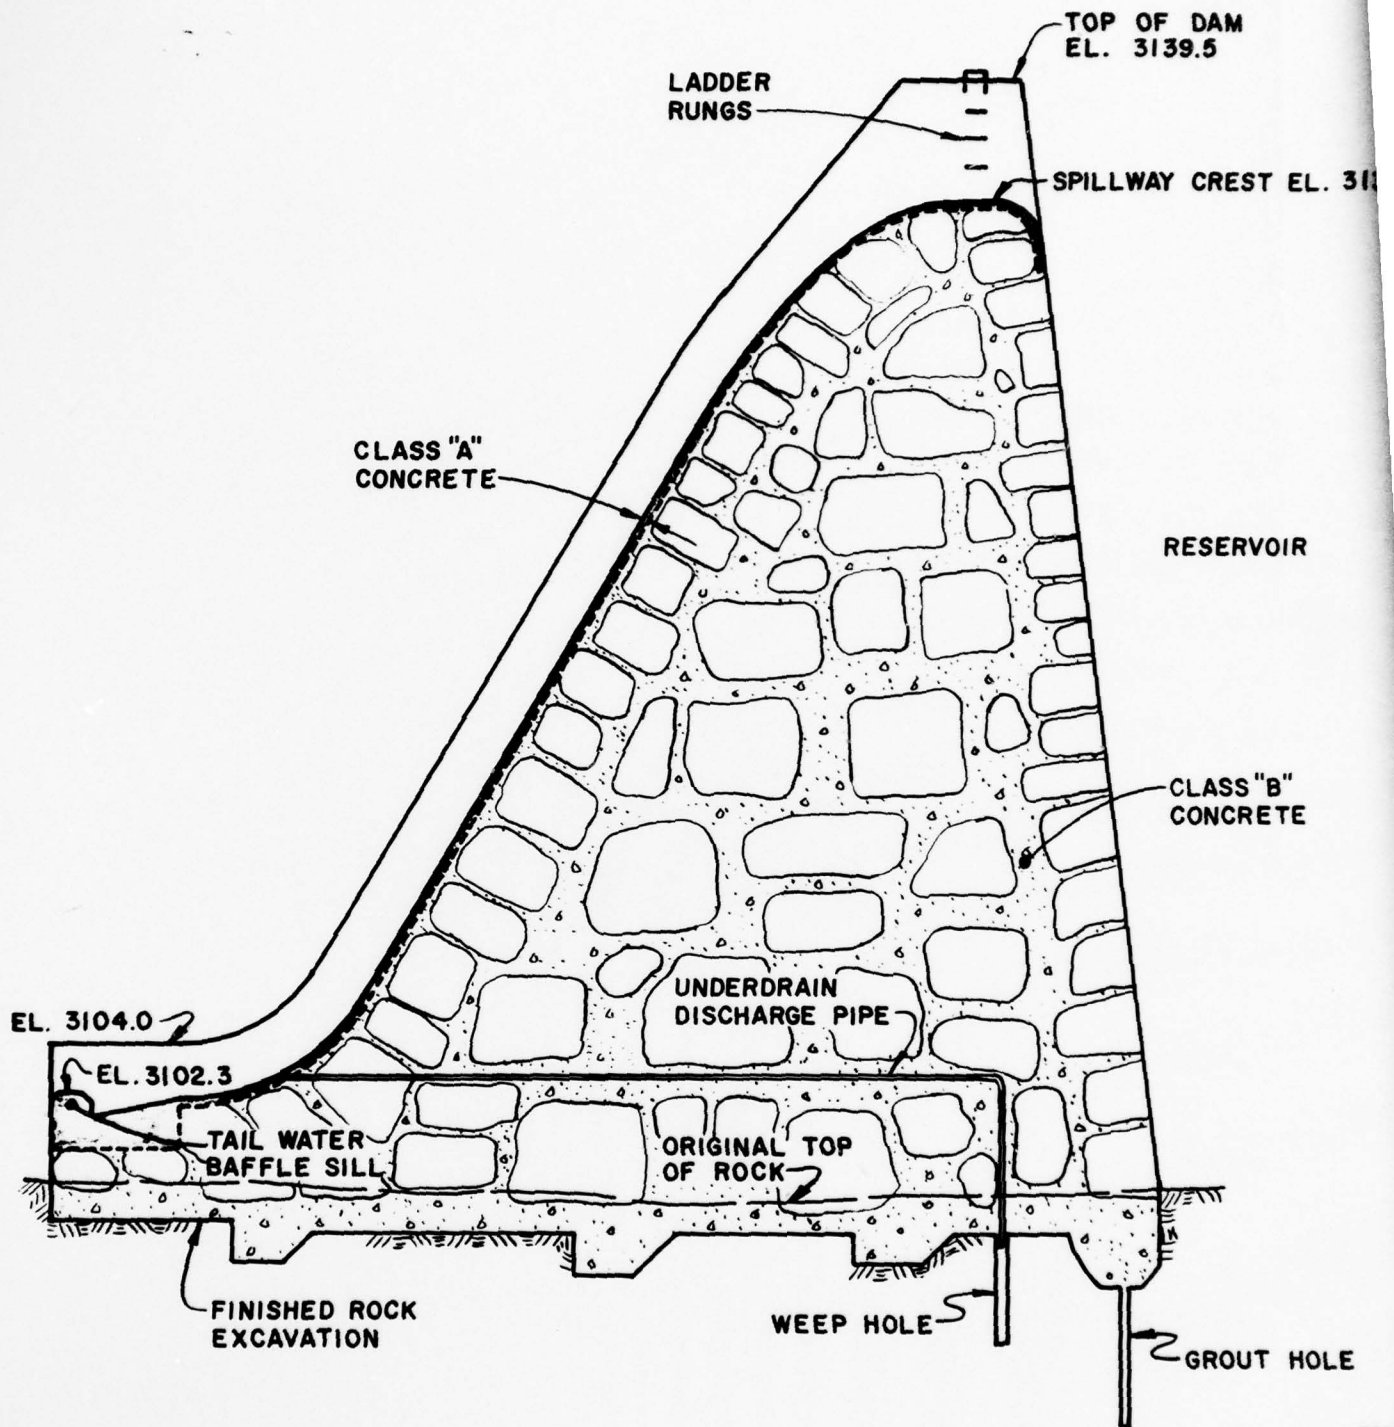 TOP OF DAM
EL. 3139.5
LADDER
RUNGS
SPILLWAY CREST EL.
CLASS "A"
CONCRETE
RESERVOIR
CLASS "B"
CONCRETE
UNDERDRAIN
DISCHARGE PIPE
EL. 3104.0
EL. 3102.3
TAIL WATER
BAFFLE SILL
ORIGINAL TOP
OF ROCK
FINISHED ROCK
EXCAVATION
WEEP HOLE
GROUT HOLE